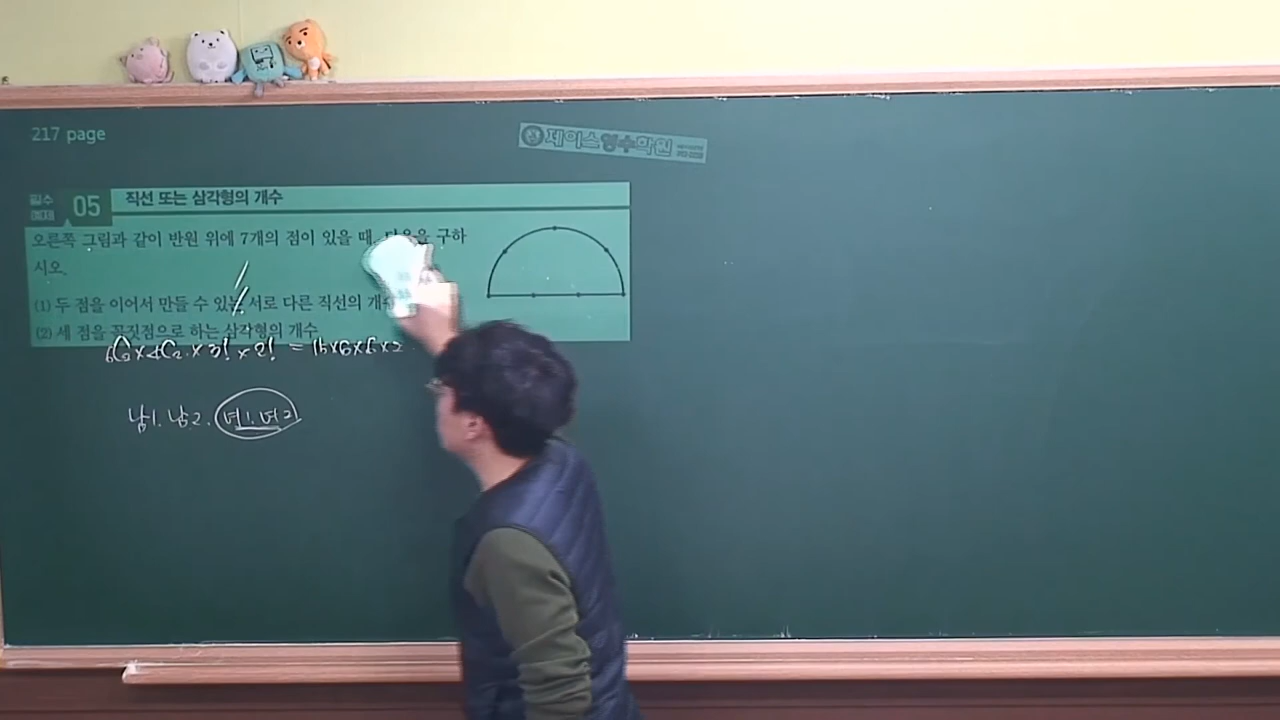 217 page
제이스영수학원
필수 예제 05 직선 또는 삼각형의 개수
오른쪽 그림과 같이 반원 위에 7개의 점이 있을 때, 다음을 구하
시오.
(1) 두 점을 이어서 만들 수 있는 서로 다른 직선의
(2) 세 점을 꼭짓점으로 하는 삼각형의 개수
× 4C2 × 3! × 2! = 15×6×6×2
남1. 남2. 녀1. 녀2